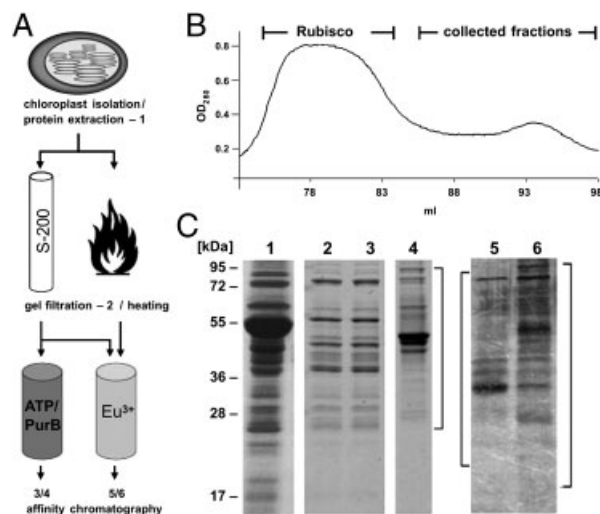 A
chloroplast isolation/
protein extraction – 1
S-200
gel filtration – 2 / heating
ATP/
PurB
Eu³⁺
3/4
5/6
affinity chromatography
B
Rubisco
collected fractions
OD₂₈₀
0.8
0.6
0.4
0.2
78
83
88
93
98
ml
C
[kDa]
1
2
3
4
5
6
95
72
55
36
28
17